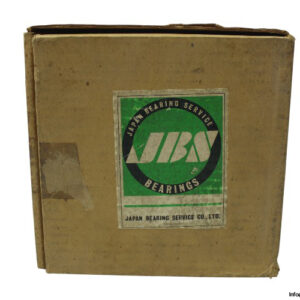 JAPAN BEARING SERVICE
JBS
BEARINGS
JAPAN BEARING SERVICE CO., LTD.